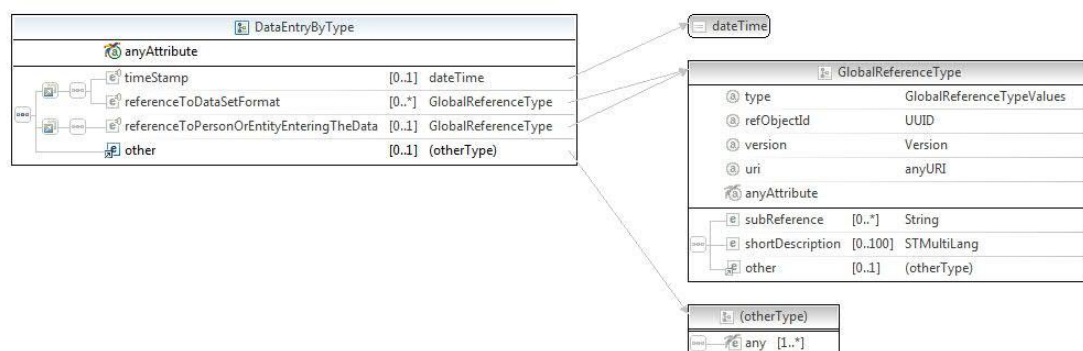 DataEntryByType
anyAttribute
timeStamp [0..1] dateTime
referenceToDataSetFormat [0..*] GlobalReferenceType
referenceToPersonOrEntityEnteringTheData [0..1] GlobalReferenceType
other [0..1] (otherType)
dateTime
GlobalReferenceType
type GlobalReferenceTypeValues
refObjectId UUID
version Version
uri anyURI
anyAttribute
subReference [0..*] String
shortDescription [0..100] STMultiLang
other [0..1] (otherType)
(otherType)
any [1..*]